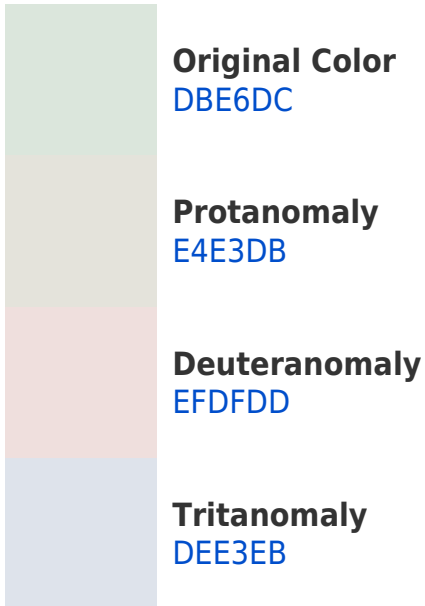 Original Color
DBE6DC
Protanomaly
E4E3DB
Deuteranomaly
EFDFDD
Tritanomaly
DEE3EB